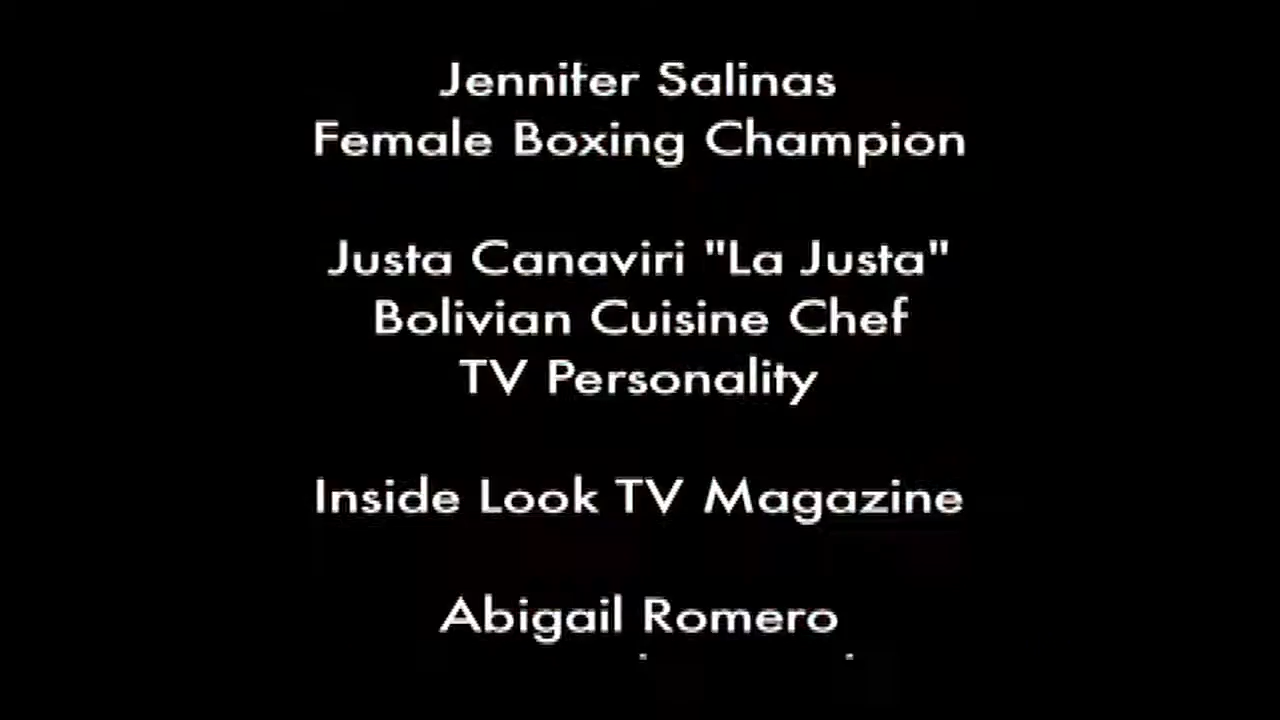 Jennifer Salinas
Female Boxing Champion
Justa Canaviri "La Justa"
Bolivian Cuisine Chef
TV Personality
Inside Look TV Magazine
Abigail Romero